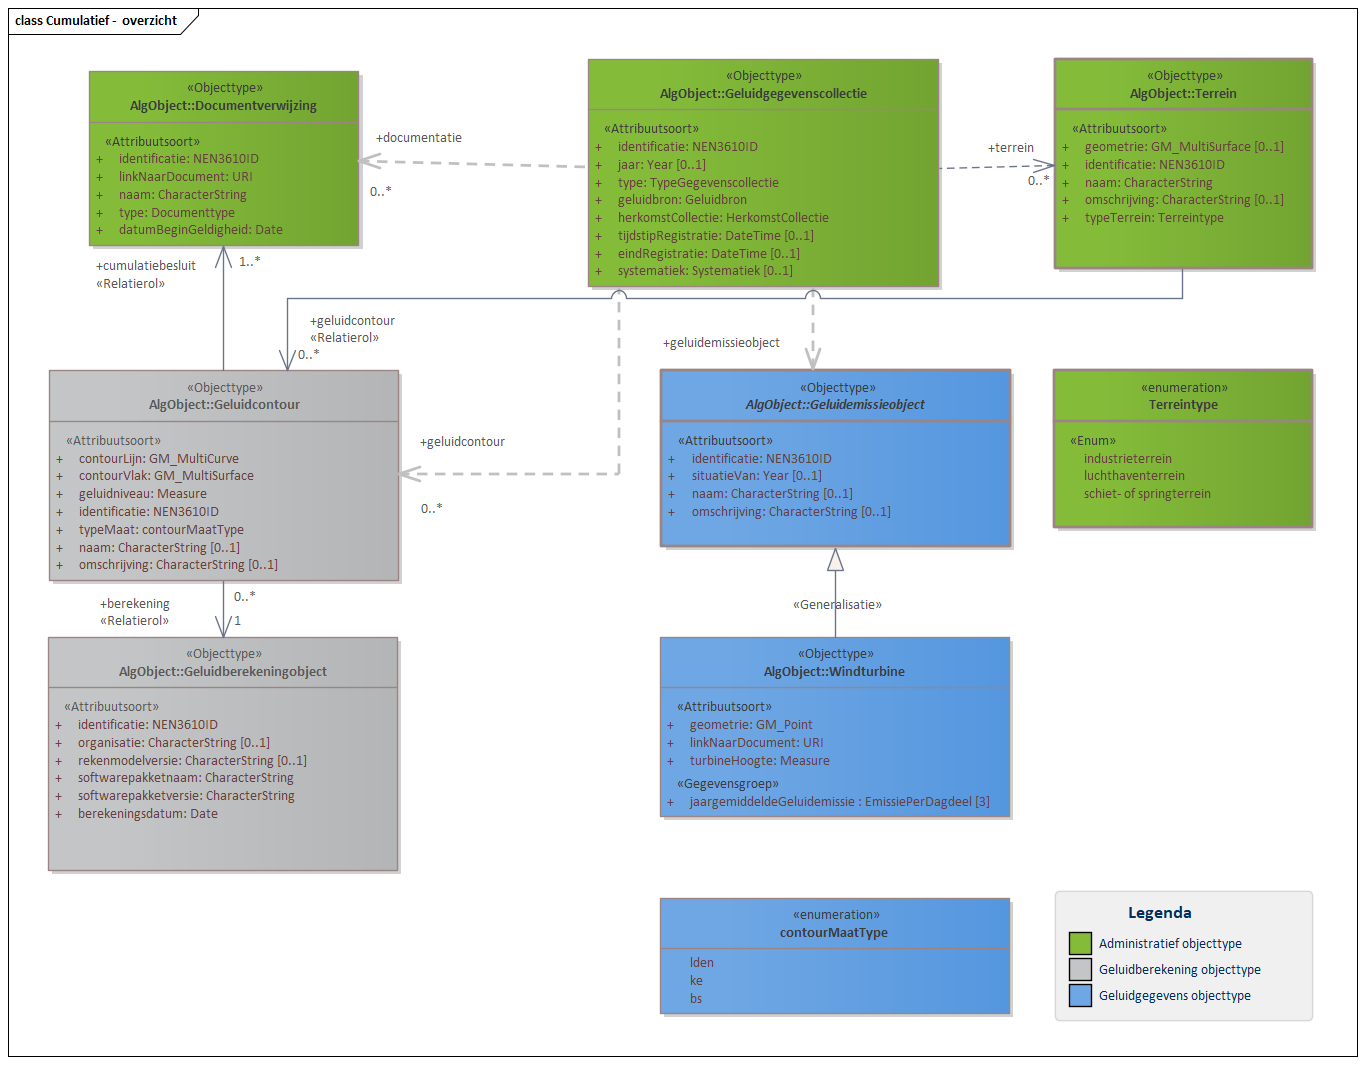 class Cumulatief -  overzicht
«Objecttype»
AlgObject::Documentverwijzing
«Attribuutsoort»
+ identificatie: NEN3610ID
+ linkNaarDocument: URI
+ naam: CharacterString
+ type: Documenttype
+ datumBeginGeldigheid: Date
+documentatie
0..*
«Objecttype»
AlgObject::Geluidgegevenscollectie
«Attribuutsoort»
+ identificatie: NEN3610ID
+ jaar: Year [0..1]
+ type: TypeGegevenscollectie
+ geluidbron: Geluidbron
+ herkomstCollectie: HerkomstCollectie
+ tijdstipRegistratie: DateTime [0..1]
+ eindRegistratie: DateTime [0..1]
+ systematiek: Systematiek [0..1]
+terrein
0..*
«Objecttype»
AlgObject::Terrein
«Attribuutsoort»
+ geometrie: GM_MultiSurface [0..1]
+ identificatie: NEN3610ID
+ naam: CharacterString
+ omschrijving: CharacterString [0..1]
+ typeTerrein: Terreintype
+cumulatiebesluit
«Relatierol»
1..*
+geluidcontour
«Relatierol»
0..*
+geluidemissieobject
«Objecttype»
AlgObject::Geluidcontour
«Attribuutsoort»
+ contourLijn: GM_MultiCurve
+ contourVlak: GM_MultiSurface
+ geluidniveau: Measure
+ identificatie: NEN3610ID
+ typeMaat: contourMaatType
+ naam: CharacterString [0..1]
+ omschrijving: CharacterString [0..1]
+geluidcontour
0..*
«Objecttype»
AlgObject::Geluidemissieobject
«Attribuutsoort»
+ identificatie: NEN3610ID
+ situatieVan: Year [0..1]
+ naam: CharacterString [0..1]
+ omschrijving: CharacterString [0..1]
«enumeration»
Terreintype
«Enum»
industrieterrein
luchthaventerrein
schiet- of springterrein
+berekening
«Relatierol»
0..*
1
«Generalisatie»
«Objecttype»
AlgObject::Geluidberekeningobject
«Attribuutsoort»
+ identificatie: NEN3610ID
+ organisatie: CharacterString [0..1]
+ rekenmodelversie: CharacterString [0..1]
+ softwarepakketnaam: CharacterString
+ softwarepakketversie: CharacterString
+ berekeningsdatum: Date
«Objecttype»
AlgObject::Windturbine
«Attribuutsoort»
+ geometrie: GM_Point
+ linkNaarDocument: URI
+ turbineHoogte: Measure
«Gegevensgroep»
+ jaargemiddeldeGeluidemissie : EmissiePerDagdeel [3]
«enumeration»
contourMaatType
lden
ke
bs
Legenda
Administratief objecttype
Geluidberekening objecttype
Geluidgegevens objecttype